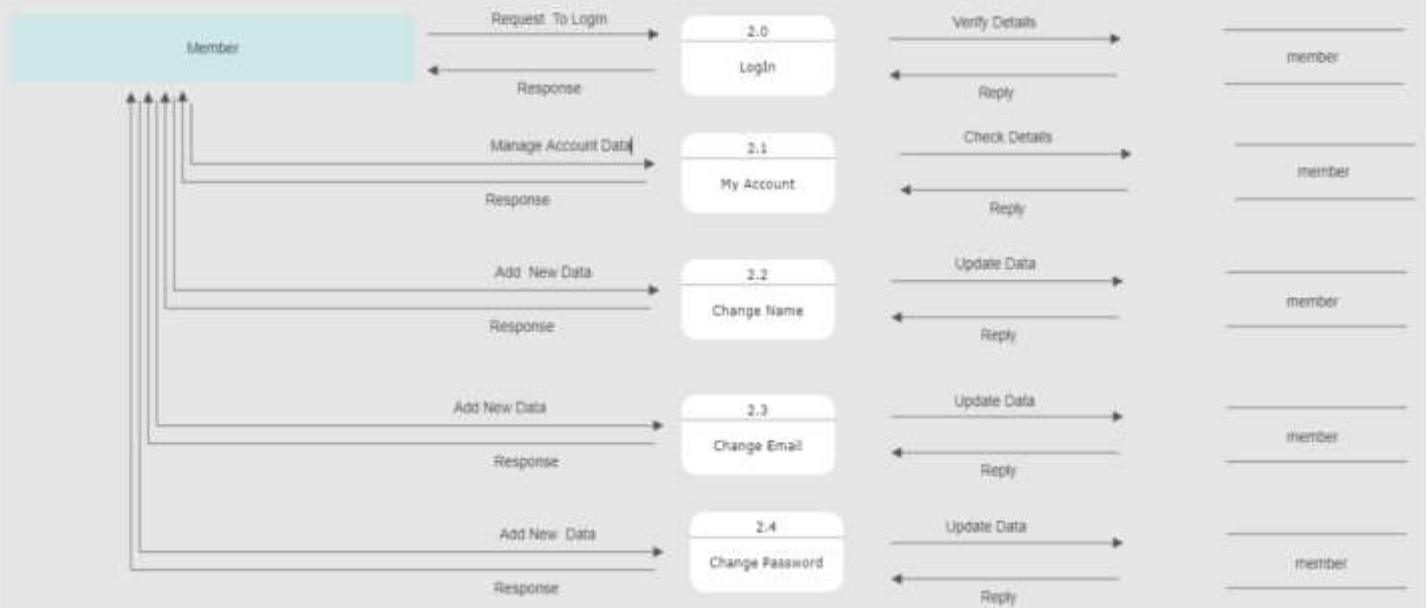 Member
Request To Login
Response
2.0
LogIn
Verify Details
Reply
member
Manage Account Data
Response
2.1
My Account
Check Details
Reply
member
Add New Data
Response
2.2
Change Name
Update Data
Reply
member
Add New Data
Response
2.3
Change Email
Update Data
Reply
member
Add New Data
Response
2.4
Change Password
Update Data
Reply
member